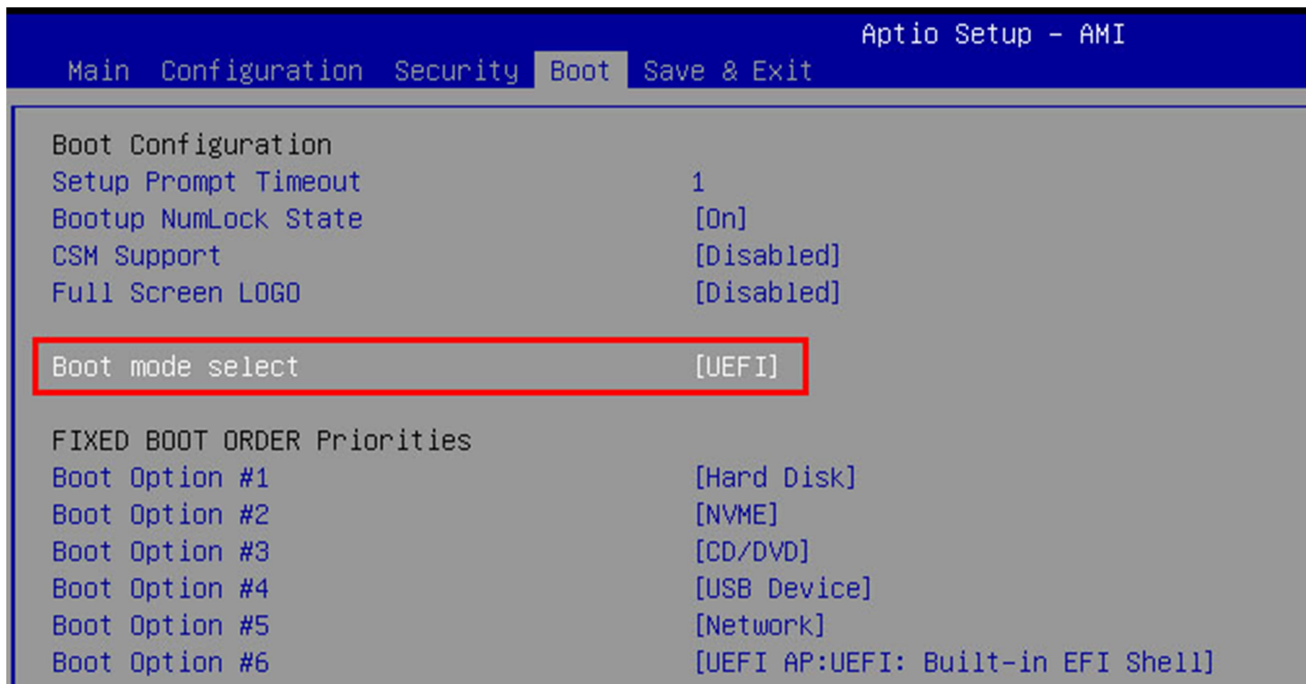 Aptio Setup – AMI
Main Configuration Security Boot Save & Exit
Boot Configuration
Setup Prompt Timeout 1
Bootup NumLock State [On]
CSM Support [Disabled]
Full Screen LOGO [Disabled]
Boot mode select [UEFI]
FIXED BOOT ORDER Priorities
Boot Option #1 [Hard Disk]
Boot Option #2 [NVME]
Boot Option #3 [CD/DVD]
Boot Option #4 [USB Device]
Boot Option #5 [Network]
Boot Option #6 [UEFI AP:UEFI: Built-in EFI Shell]